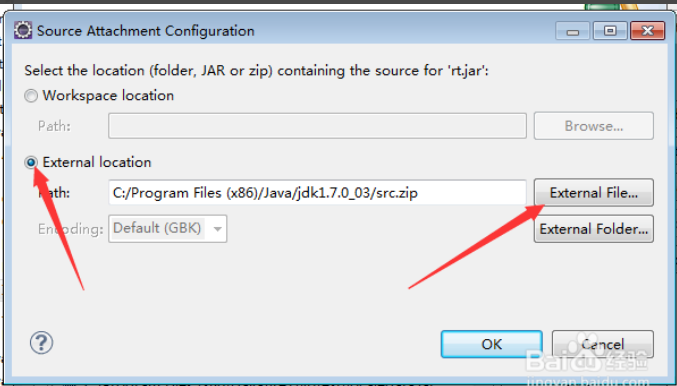 Source Attachment Configuration
Select the location (folder, JAR or zip) containing the source for 'rt.jar':
Workspace location
Path:
Browse...
External location
Path: C:/Program Files (x86)/Java/jdk1.7.0_03/src.zip External File...
Encoding: Default (GBK) External Folder...
? OK Cancel
Baidu 经验
jingyan.baidu.com